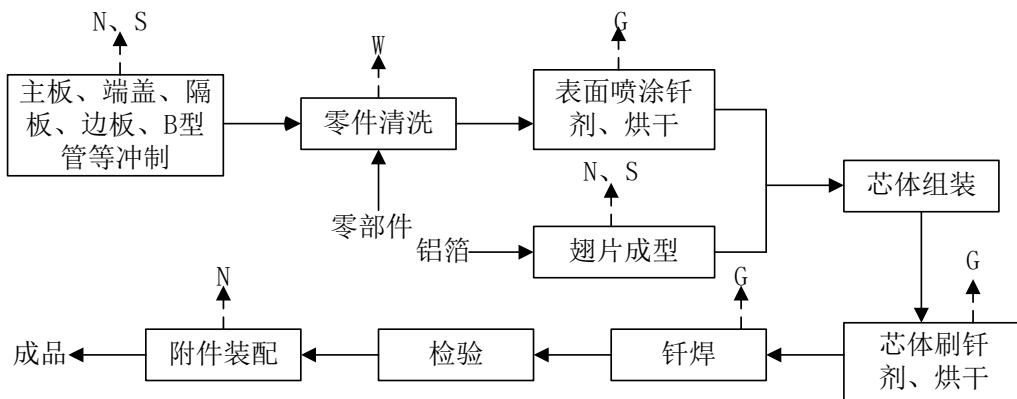 N、S
W
G
主板、端盖、隔
板、边板、B型
管等冲制
零件清洗
表面喷涂钎
剂、烘干
N、S
芯体组装
零部件
铝箔
翅片成型
N
G
G
成品
附件装配
检验
钎焊
芯体刷钎
剂、烘干